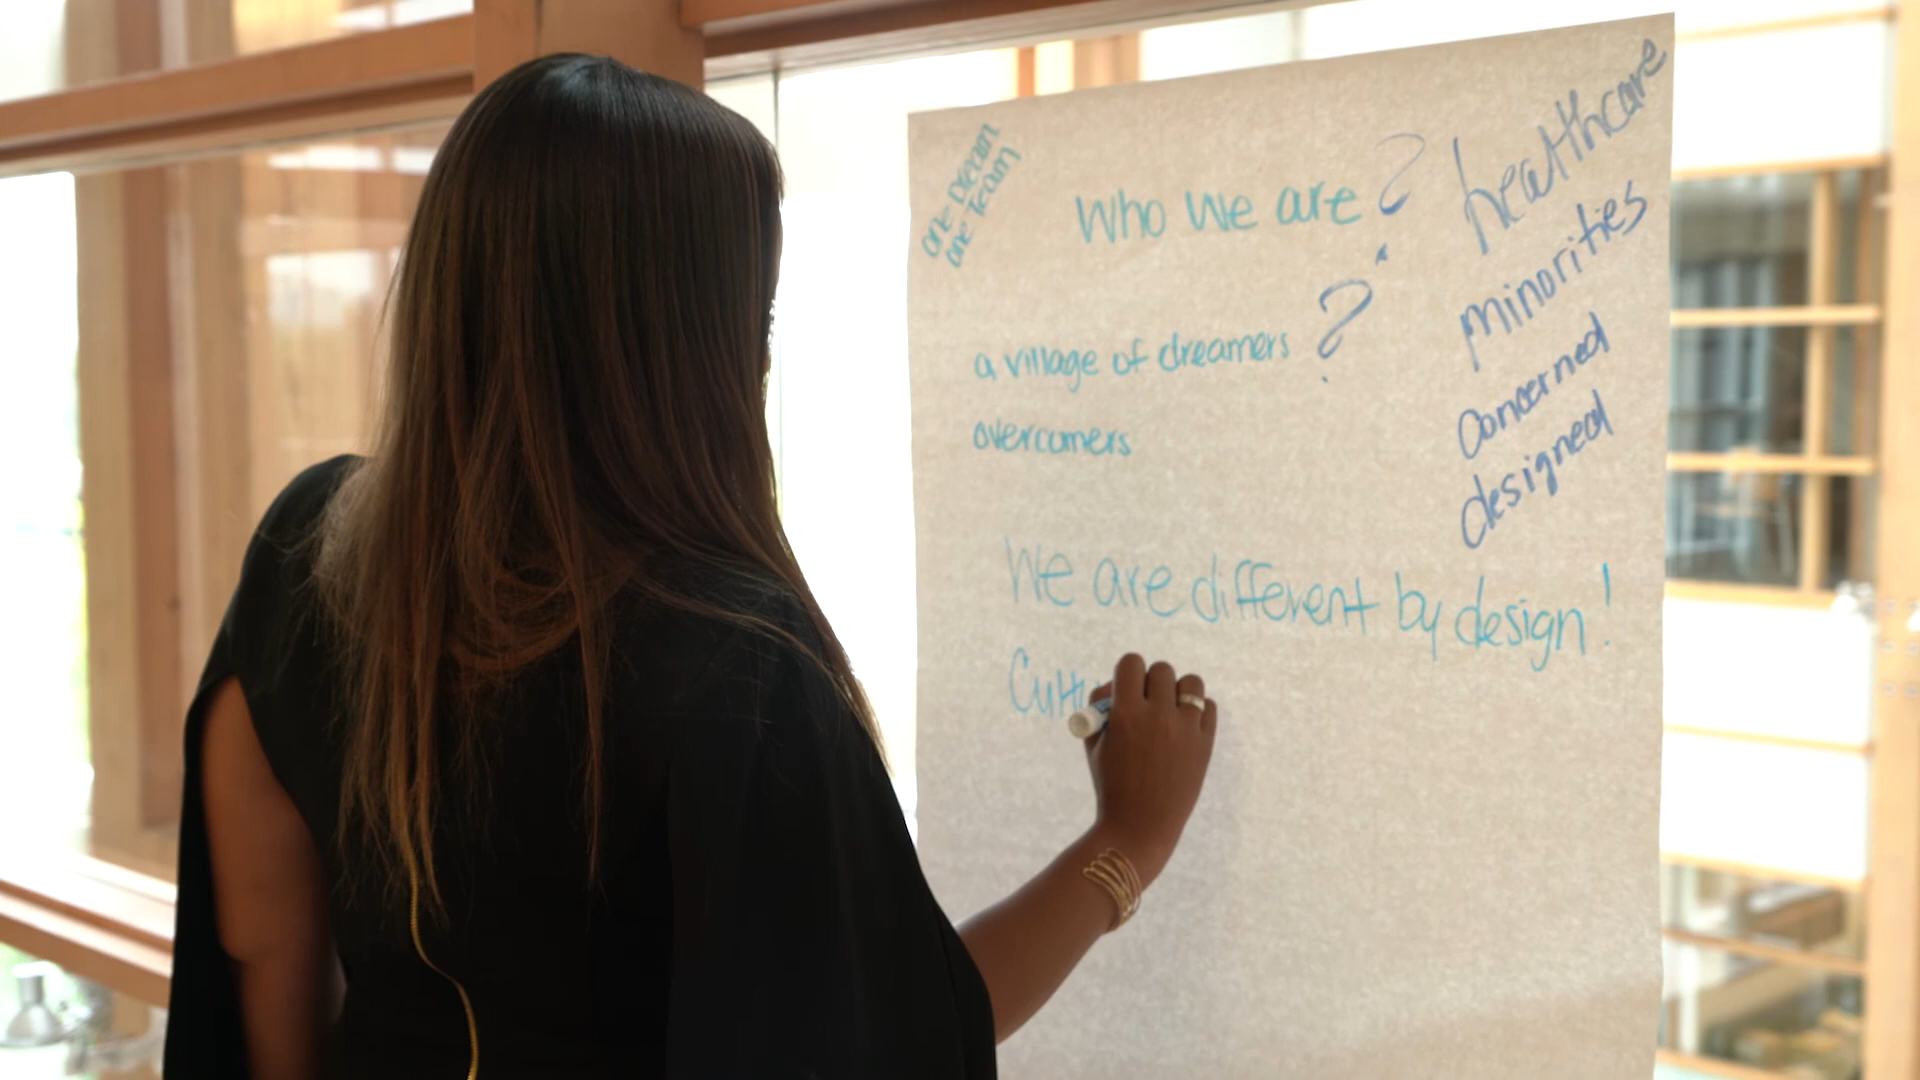 One Dream
One Team
Who We are ?
healthcare
minorities
a village of dreamers ?
Concerned
overcomers
designed
We are different by design!
Cultu